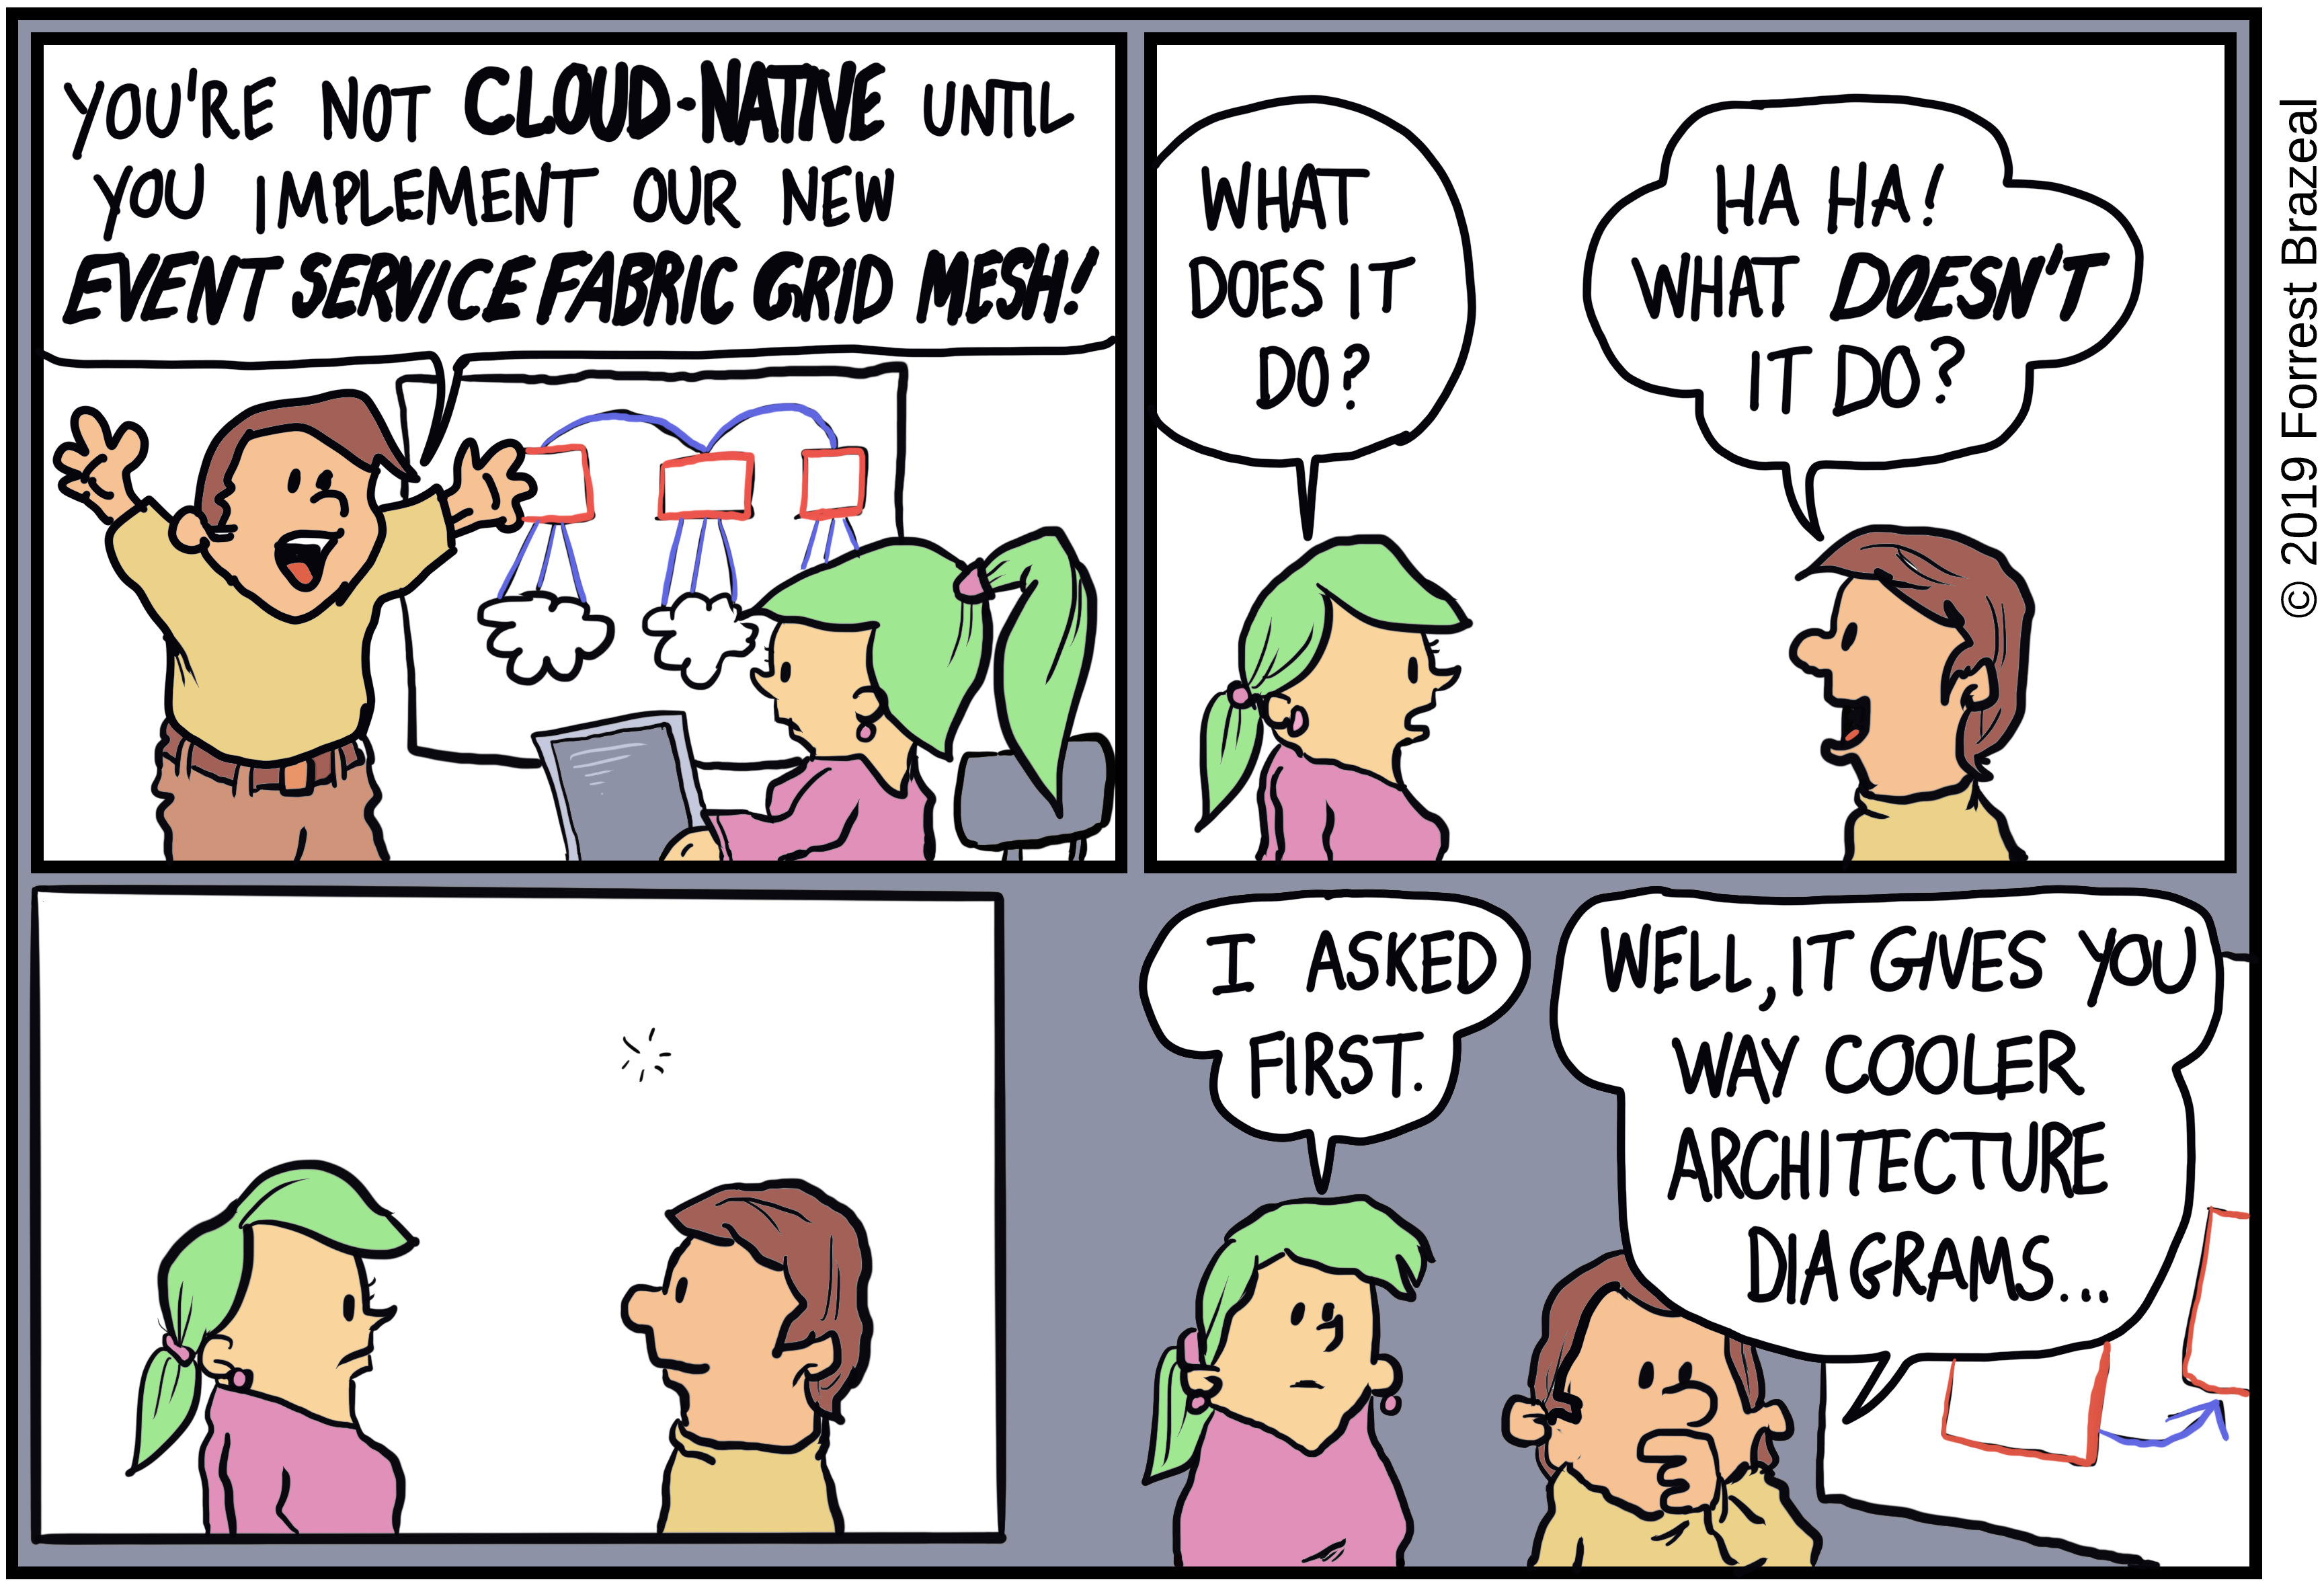 YOU'RE NOT CLOUD-NATIVE UNTIL
YOU IMPLEMENT OUR NEW
EVENT SERVICE FABRIC GRID MESH!
WHAT
DOES IT
DO?
HA HA!
WHAT DOESN'T
IT DO?
I ASKED
FIRST.
WELL, IT GIVES YOU
WAY COOLER
ARCHITECTURE
DIAGRAMS...
© 2019 Forrest Brazeal